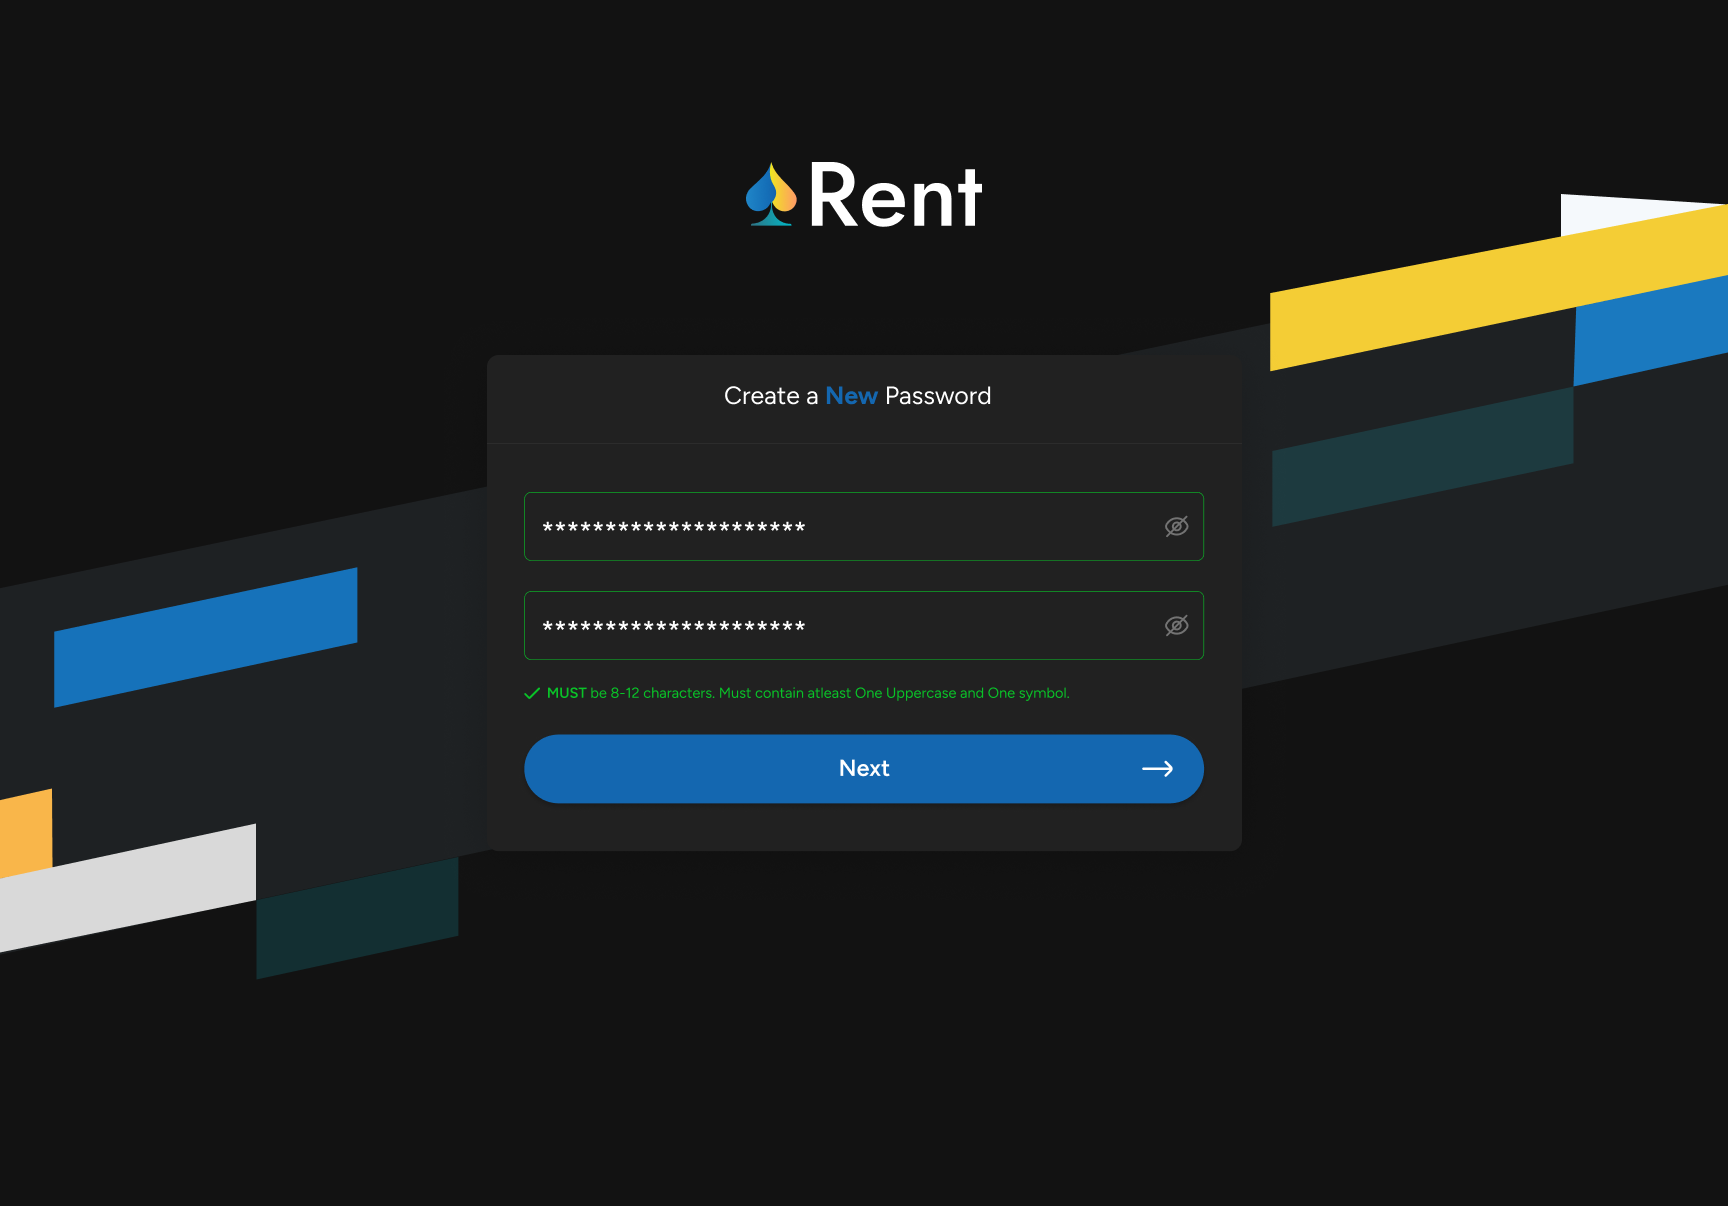 Rent
Create a New Password
*********************
*********************
MUST be 8-12 characters. Must contain atleast One Uppercase and One symbol.
Next